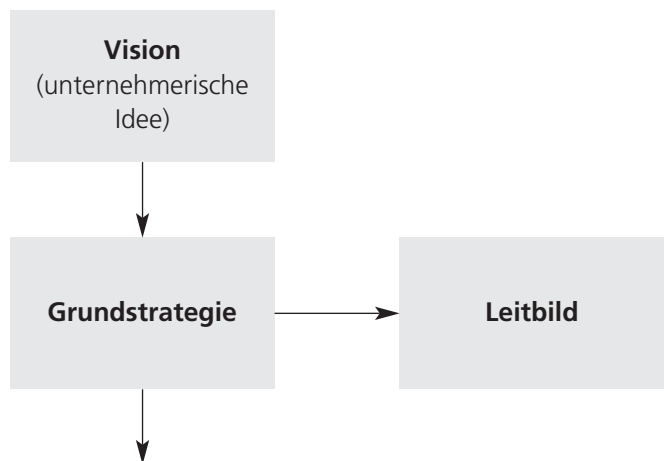 Vision
(unternehmerische
Idee)
Grundstrategie
Leitbild